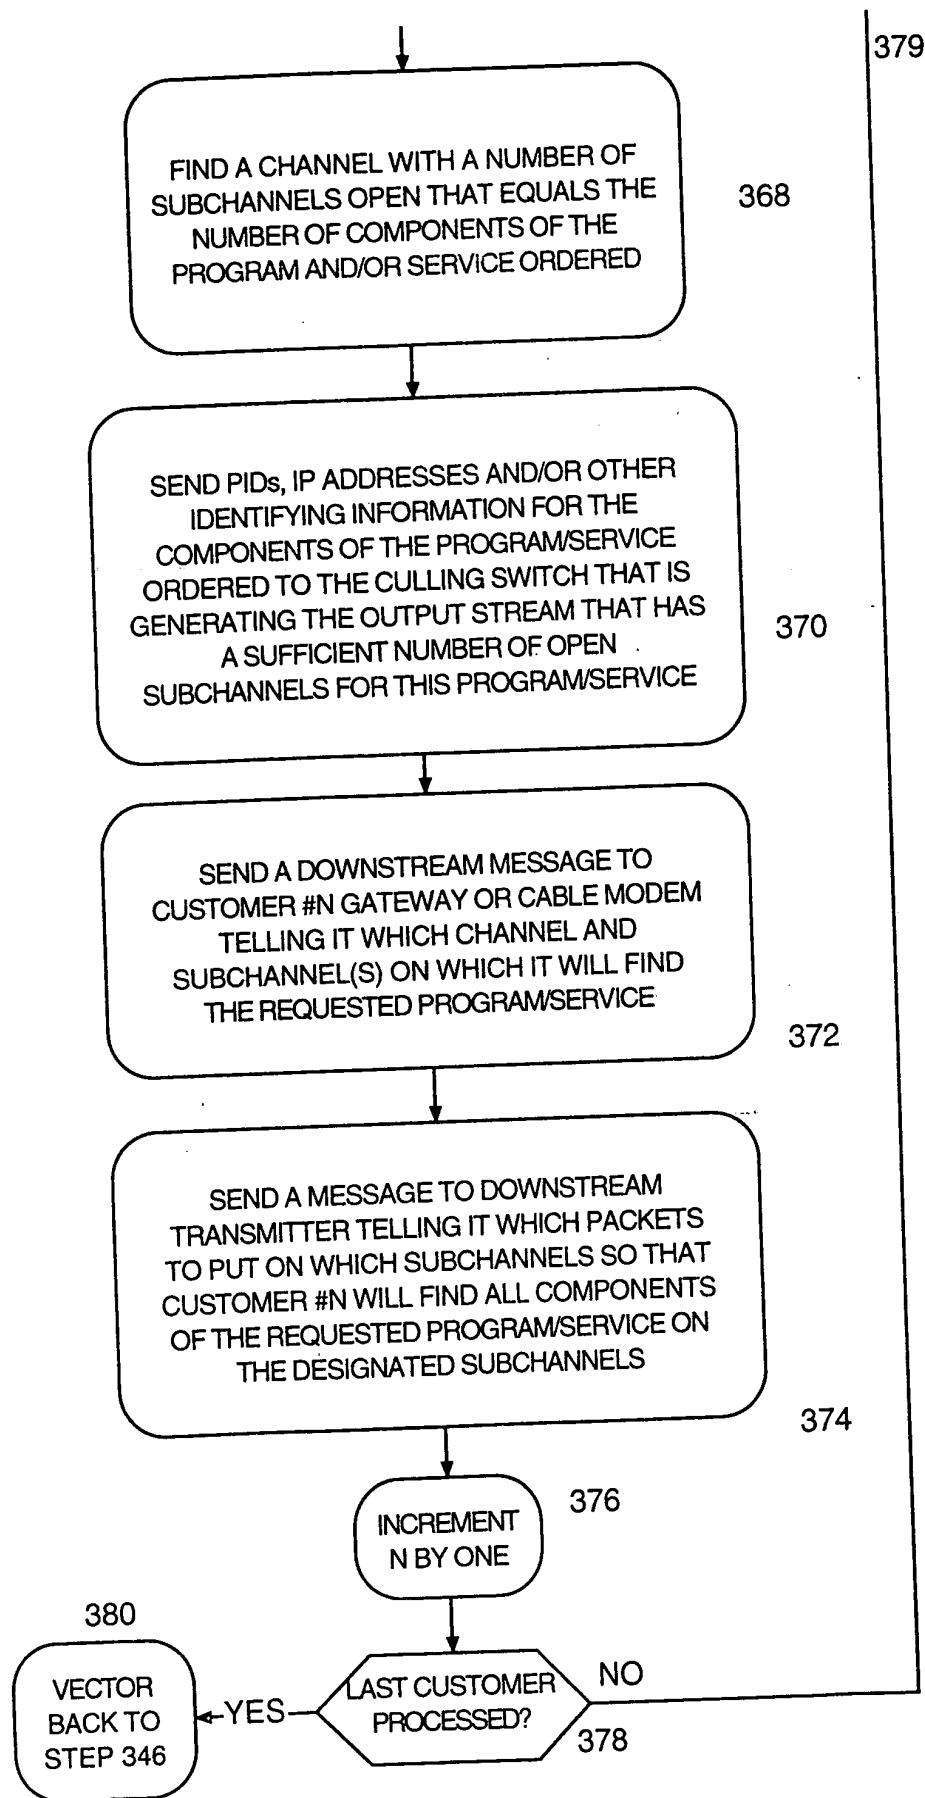 379
FIND A CHANNEL WITH A NUMBER OF
SUBCHANNELS OPEN THAT EQUALS THE
NUMBER OF COMPONENTS OF THE
PROGRAM AND/OR SERVICE ORDERED
368
SEND PIDs, IP ADDRESSES AND/OR OTHER
IDENTIFYING INFORMATION FOR THE
COMPONENTS OF THE PROGRAM/SERVICE
ORDERED TO THE CULLING SWITCH THAT IS
GENERATING THE OUTPUT STREAM THAT HAS
A SUFFICIENT NUMBER OF OPEN
SUBCHANNELS FOR THIS PROGRAM/SERVICE
370
SEND A DOWNSTREAM MESSAGE TO
CUSTOMER #N GATEWAY OR CABLE MODEM
TELLING IT WHICH CHANNEL AND
SUBCHANNEL(S) ON WHICH IT WILL FIND
THE REQUESTED PROGRAM/SERVICE
372
SEND A MESSAGE TO DOWNSTREAM
TRANSMITTER TELLING IT WHICH PACKETS
TO PUT ON WHICH SUBCHANNELS SO THAT
CUSTOMER #N WILL FIND ALL COMPONENTS
OF THE REQUESTED PROGRAM/SERVICE ON
THE DESIGNATED SUBCHANNELS
374
376
INCREMENT
N BY ONE
380
VECTOR
BACK TO
STEP 346
YES
LAST CUSTOMER
PROCESSED?
NO
378